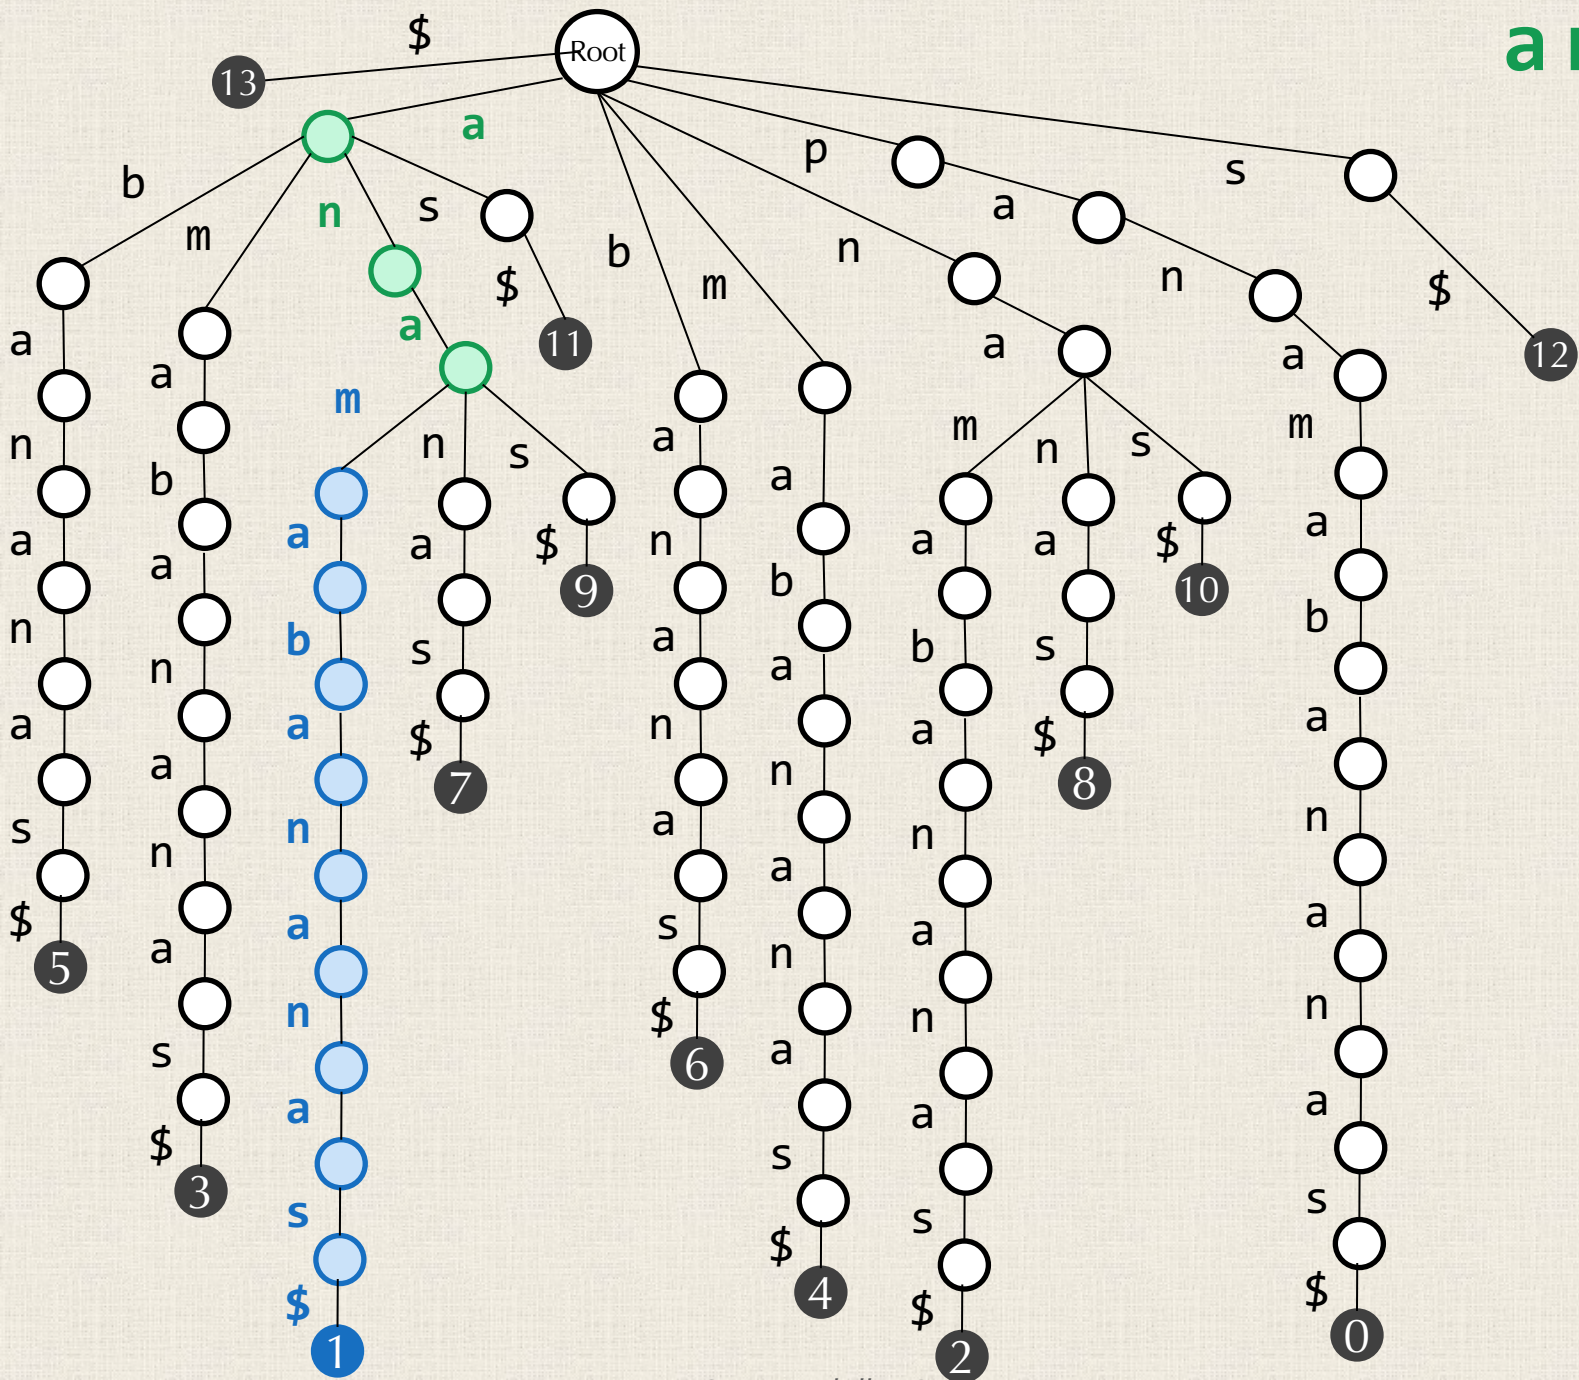 $ Root a
13 a
b p s
m n s a
b n
$ m n $
a a 11 a a 12
a m m n s m
n b n s a a
a a a $ n b a a $ b
n a b 9 a a b s 10 a
a n a s n n a $ n
s a n $ a a n 8 a
$ n a 7 s n a n
5 a n $ a n a
s a 6 s a s
$ s $ s $
3 $ 4 $ 0
1 2